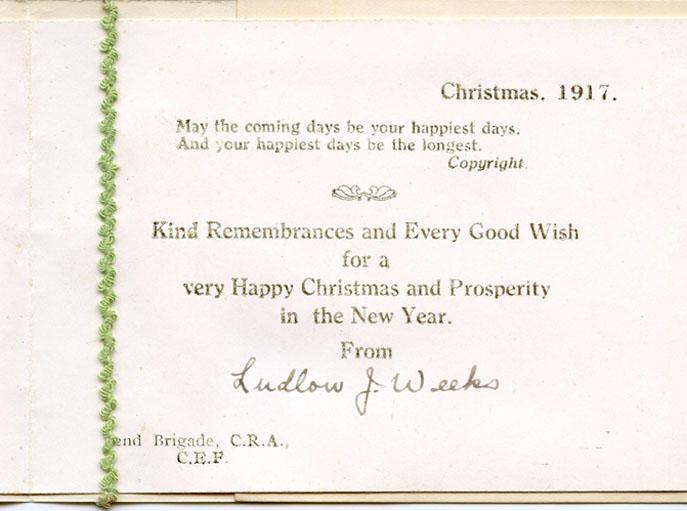 Christmas, 1917.
May the coming days be your happiest days,
And your happiest days be the longest.
Copyright.
Kind Remembrances and Every Good Wish
for a
very Happy Christmas and Prosperity
in the New Year.
From
Ludlow J. Weeks
2nd Brigade, C.R.A.,
C.E.F.